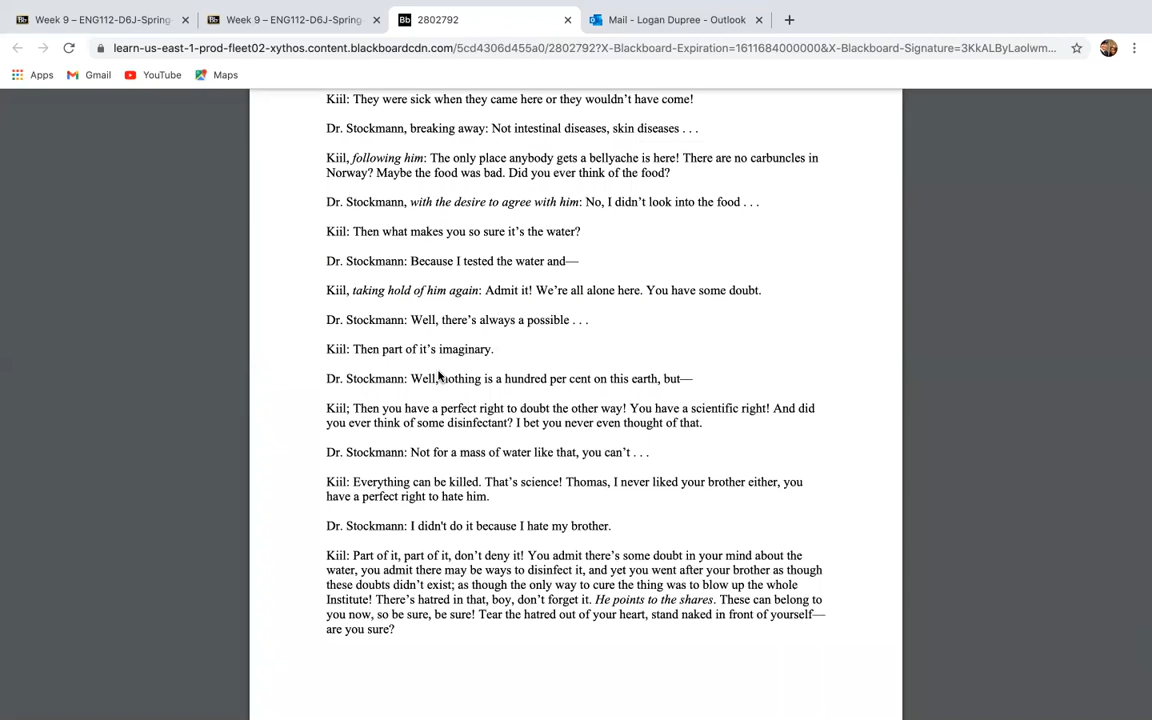 Week 9 – ENG112-D6J-Spring-
Week 9 – ENG112-D6J-Spring-
Bb 2802792
Mail - Logan Dupree - Outlook
learn-us-east-1-prod-fleet02-xythos.content.blackboardcdn.com/5cd4306d455a0/2802792?X-Blackboard-Expiration=1611684000000&X-Blackboard-Signature=3KkALByLaolwm...
Apps Gmail YouTube Maps
Kiil: They were sick when they came here or they wouldn’t have come!
Dr. Stockmann, breaking away: Not intestinal diseases, skin diseases . . .
Kiil, following him: The only place anybody gets a bellyache is here! There are no carbuncles in
Norway? Maybe the food was bad. Did you ever think of the food?
Dr. Stockmann, with the desire to agree with him: No, I didn’t look into the food . . .
Kiil: Then what makes you so sure it’s the water?
Dr. Stockmann: Because I tested the water and—
Kiil, taking hold of him again: Admit it! We’re all alone here. You have some doubt.
Dr. Stockmann: Well, there’s always a possible . . .
Kiil: Then part of it’s imaginary.
Dr. Stockmann: Well, nothing is a hundred per cent on this earth, but—
Kiil; Then you have a perfect right to doubt the other way! You have a scientific right! And did
you ever think of some disinfectant? I bet you never even thought of that.
Dr. Stockmann: Not for a mass of water like that, you can’t . . .
Kiil: Everything can be killed. That’s science! Thomas, I never liked your brother either, you
have a perfect right to hate him.
Dr. Stockmann: I didn't do it because I hate my brother.
Kiil: Part of it, part of it, don’t deny it! You admit there’s some doubt in your mind about the
water, you admit there may be ways to disinfect it, and yet you went after your brother as though
these doubts didn’t exist; as though the only way to cure the thing was to blow up the whole
Institute! There’s hatred in that, boy, don’t forget it. He points to the shares. These can belong to
you now, so be sure, be sure! Tear the hatred out of your heart, stand naked in front of yourself—
are you sure?